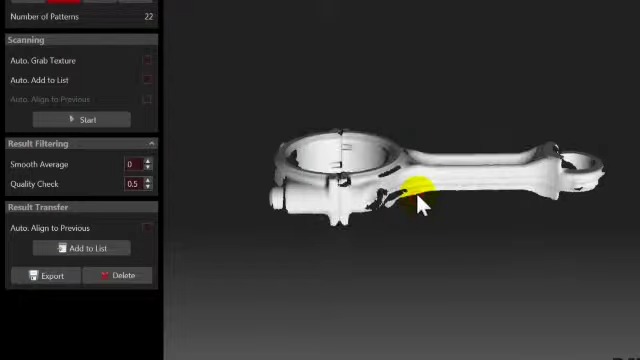 Number of Patterns 22
Scanning
Auto. Grab Texture
Auto. Add to List
Auto. Align to Previous
Start
Result Filtering
Smooth Average 0
Quality Check 0.5
Result Transfer
Auto. Align to Previous
Add to List
Export Delete